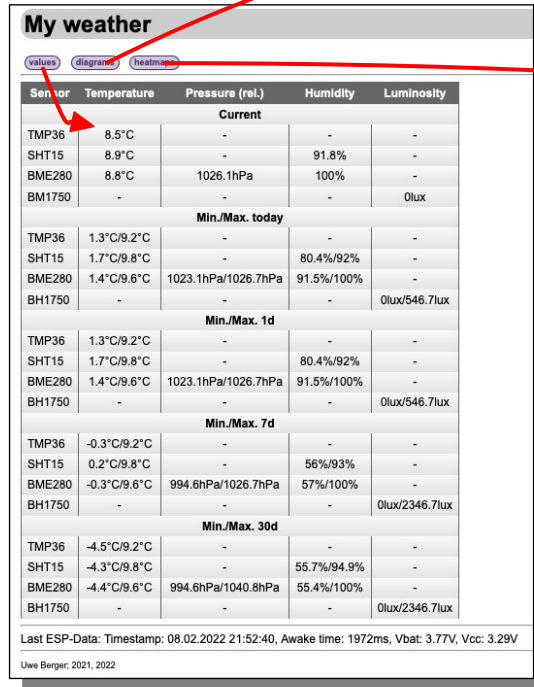 My weather
values diagrams heatmaps
Sensor Temperature Pressure (rel.) Humidity Luminosity
Current
TMP36 8.5°C - - -
SHT15 8.9°C - 91.8% -
BME280 8.8°C 1026.1hPa 100% -
BM1750 - - - 0lux
Min./Max. today
TMP36 1.3°C/9.2°C - - -
SHT15 1.7°C/9.8°C - 80.4%/92% -
BME280 1.4°C/9.6°C 1023.1hPa/1026.7hPa 91.5%/100% -
BH1750 - - - 0lux/546.7lux
Min./Max. 1d
TMP36 1.3°C/9.2°C - - -
SHT15 1.7°C/9.8°C - 80.4%/92% -
BME280 1.4°C/9.6°C 1023.1hPa/1026.7hPa 91.5%/100% -
BH1750 - - - 0lux/546.7lux
Min./Max. 7d
TMP36 -0.3°C/9.2°C - - -
SHT15 0.2°C/9.8°C - 56%/93% -
BME280 -0.3°C/9.6°C 994.6hPa/1026.7hPa 57%/100% -
BH1750 - - - 0lux/2346.7lux
Min./Max. 30d
TMP36 -4.5°C/9.2°C - - -
SHT15 -4.3°C/9.8°C - 55.7%/94.9% -
BME280 -4.4°C/9.6°C 994.6hPa/1040.8hPa 55.4%/100% -
BH1750 - - - 0lux/2346.7lux
Last ESP-Data: Timestamp: 08.02.2022 21:52:40, Awake time: 1972ms, Vbat: 3.77V, Vcc: 3.29V
Uwe Berger; 2021, 2022